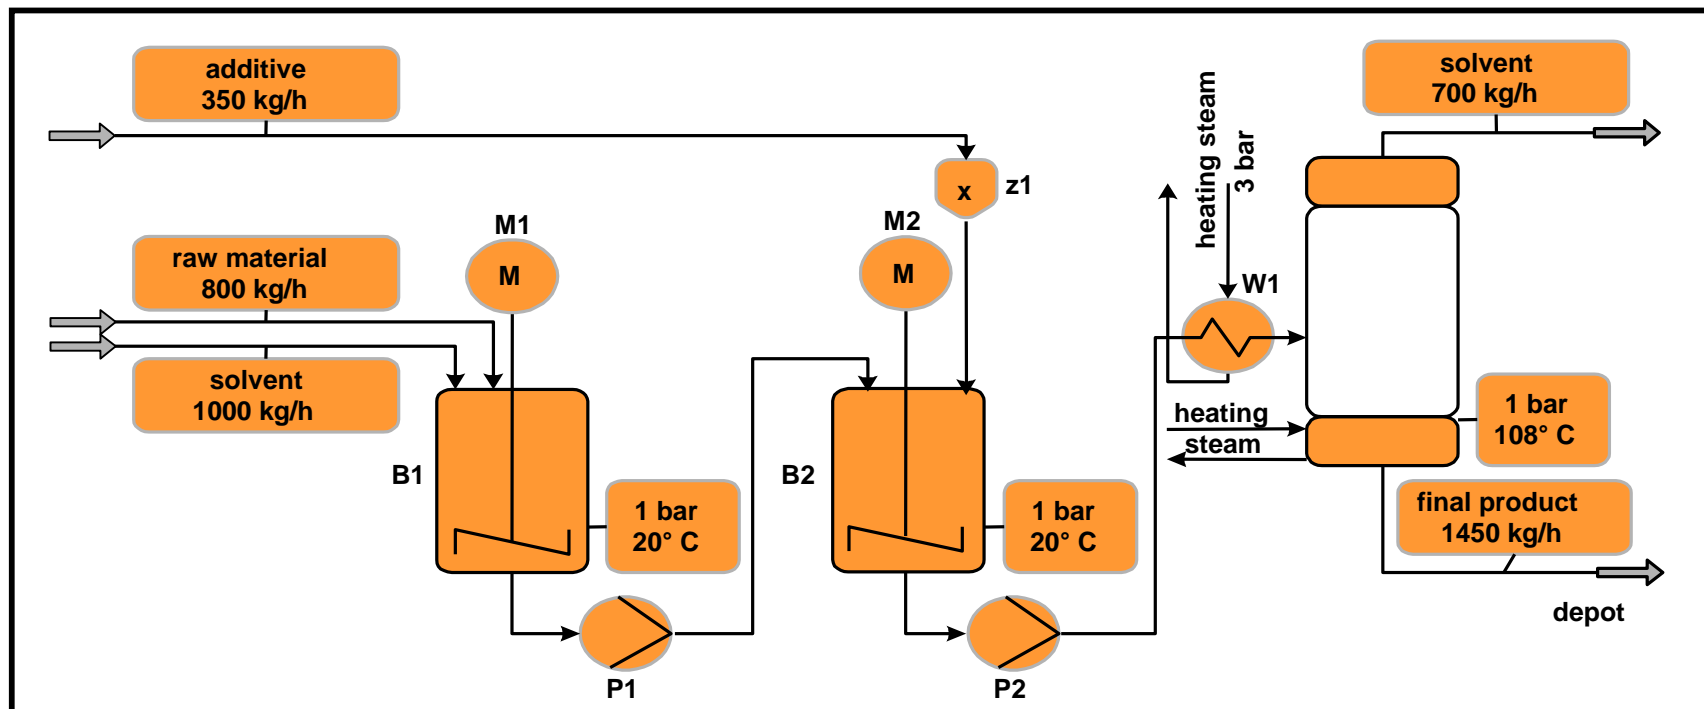 additive
350 kg/h
z1
x
raw material
800 kg/h
solvent
1000 kg/h
M1
M
B1
1 bar
20° C
P1
M2
M
B2
1 bar
20° C
P2
heating steam
3 bar
W1
heating
steam
solvent
700 kg/h
1 bar
108° C
final product
1450 kg/h
depot